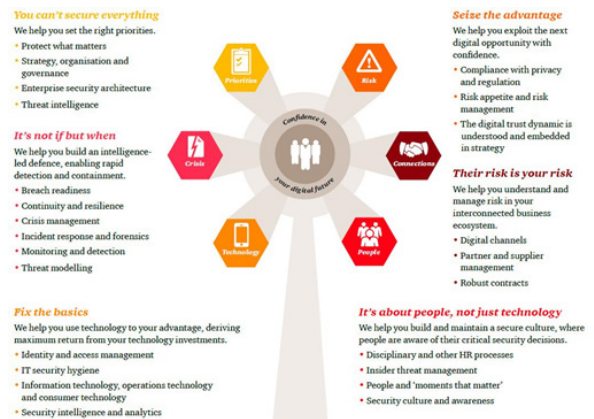 You can't secure everything
We help you set the right priorities.
• Protect what matters
• Strategy, organisation and
governance
• Enterprise security architecture
• Threat intelligence
It's not if but when
We help you build an intelligence-
led defence, enabling rapid
detection and containment.
• Breach readiness
• Continuity and resilience
• Crisis management
• Incident response and forensics
• Monitoring and detection
• Threat modelling
Fix the basics
We help you use technology to your advantage, deriving
maximum return from your technology investments.
• Identity and access management
• IT security hygiene
• Information technology, operations technology
and consumer technology
• Security intelligence and analytics
Priorities
Risk
Crisis
Confidence in
your digital future
Connections
Technology
People
Seize the advantage
We help you exploit the next
digital opportunity with
confidence.
• Compliance with privacy
and regulation
• Risk appetite and risk
management
• The digital trust dynamic is
understood and embedded
in strategy
Their risk is your risk
We help you understand and
manage risk in your
interconnected business
ecosystem.
• Digital channels
• Partner and supplier
management
• Robust contracts
It's about people, not just technology
We help you build and maintain a secure culture, where
people are aware of their critical security decisions.
• Disciplinary and other HR processes
• Insider threat management
• People and 'moments that matter'
• Security culture and awareness